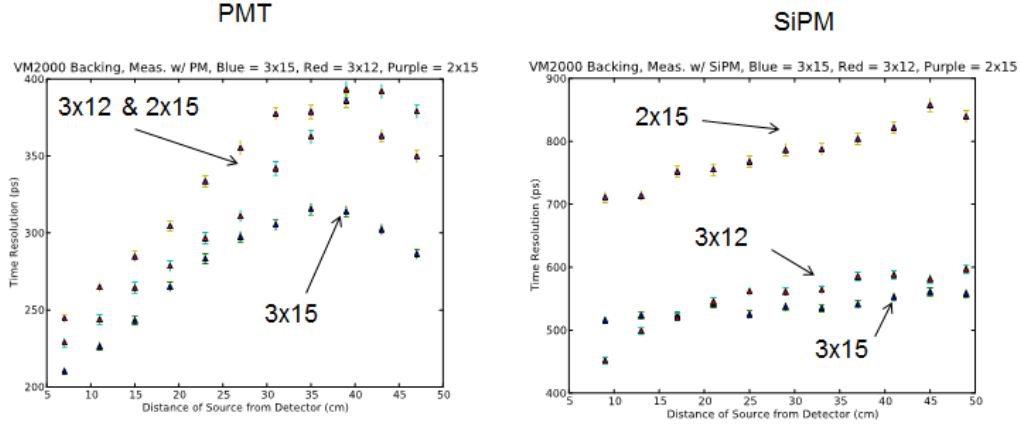 PMT
VM2000 Backing, Meas. w/ PM, Blue = 3x15, Red = 3x12, Purple = 2x15
400
350
300
250
200
Time Resolution (ps)
3x12 & 2x15
3x15
5 10 15 20 25 30 35 40 45 50
Distance of Source from Detector (cm)
SiPM
VM2000 Backing, Meas. w/ SiPM, Blue = 3x15, Red = 3x12, Purple = 2x15
900
800
700
600
500
400
Time Resolution (ps)
2x15
3x12
3x15
5 10 15 20 25 30 35 40 45 50
Distance of Source from Detector (cm)